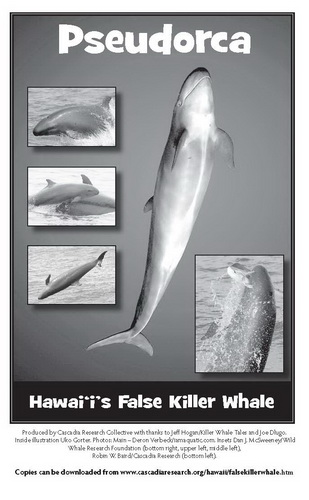 Pseudorca
Hawai'i's False Killer Whale
Produced by Cascadia Research Collective with thanks to Jeff Hogan/Killer Whale Tales and Joe Dlugo.
Inside illustration Uko Gorter. Photos: Main – Deron Verbeck/iamaquatic.com. Insets Dan J. McSweeney/Wild
Whale Research Foundation (bottom right, upper left, middle left),
Robin W Baird/Cascadia Research (bottom left).
Copies can be downloaded from www.cascadiaresearch.org/hawaii/falsekillerwhale.htm